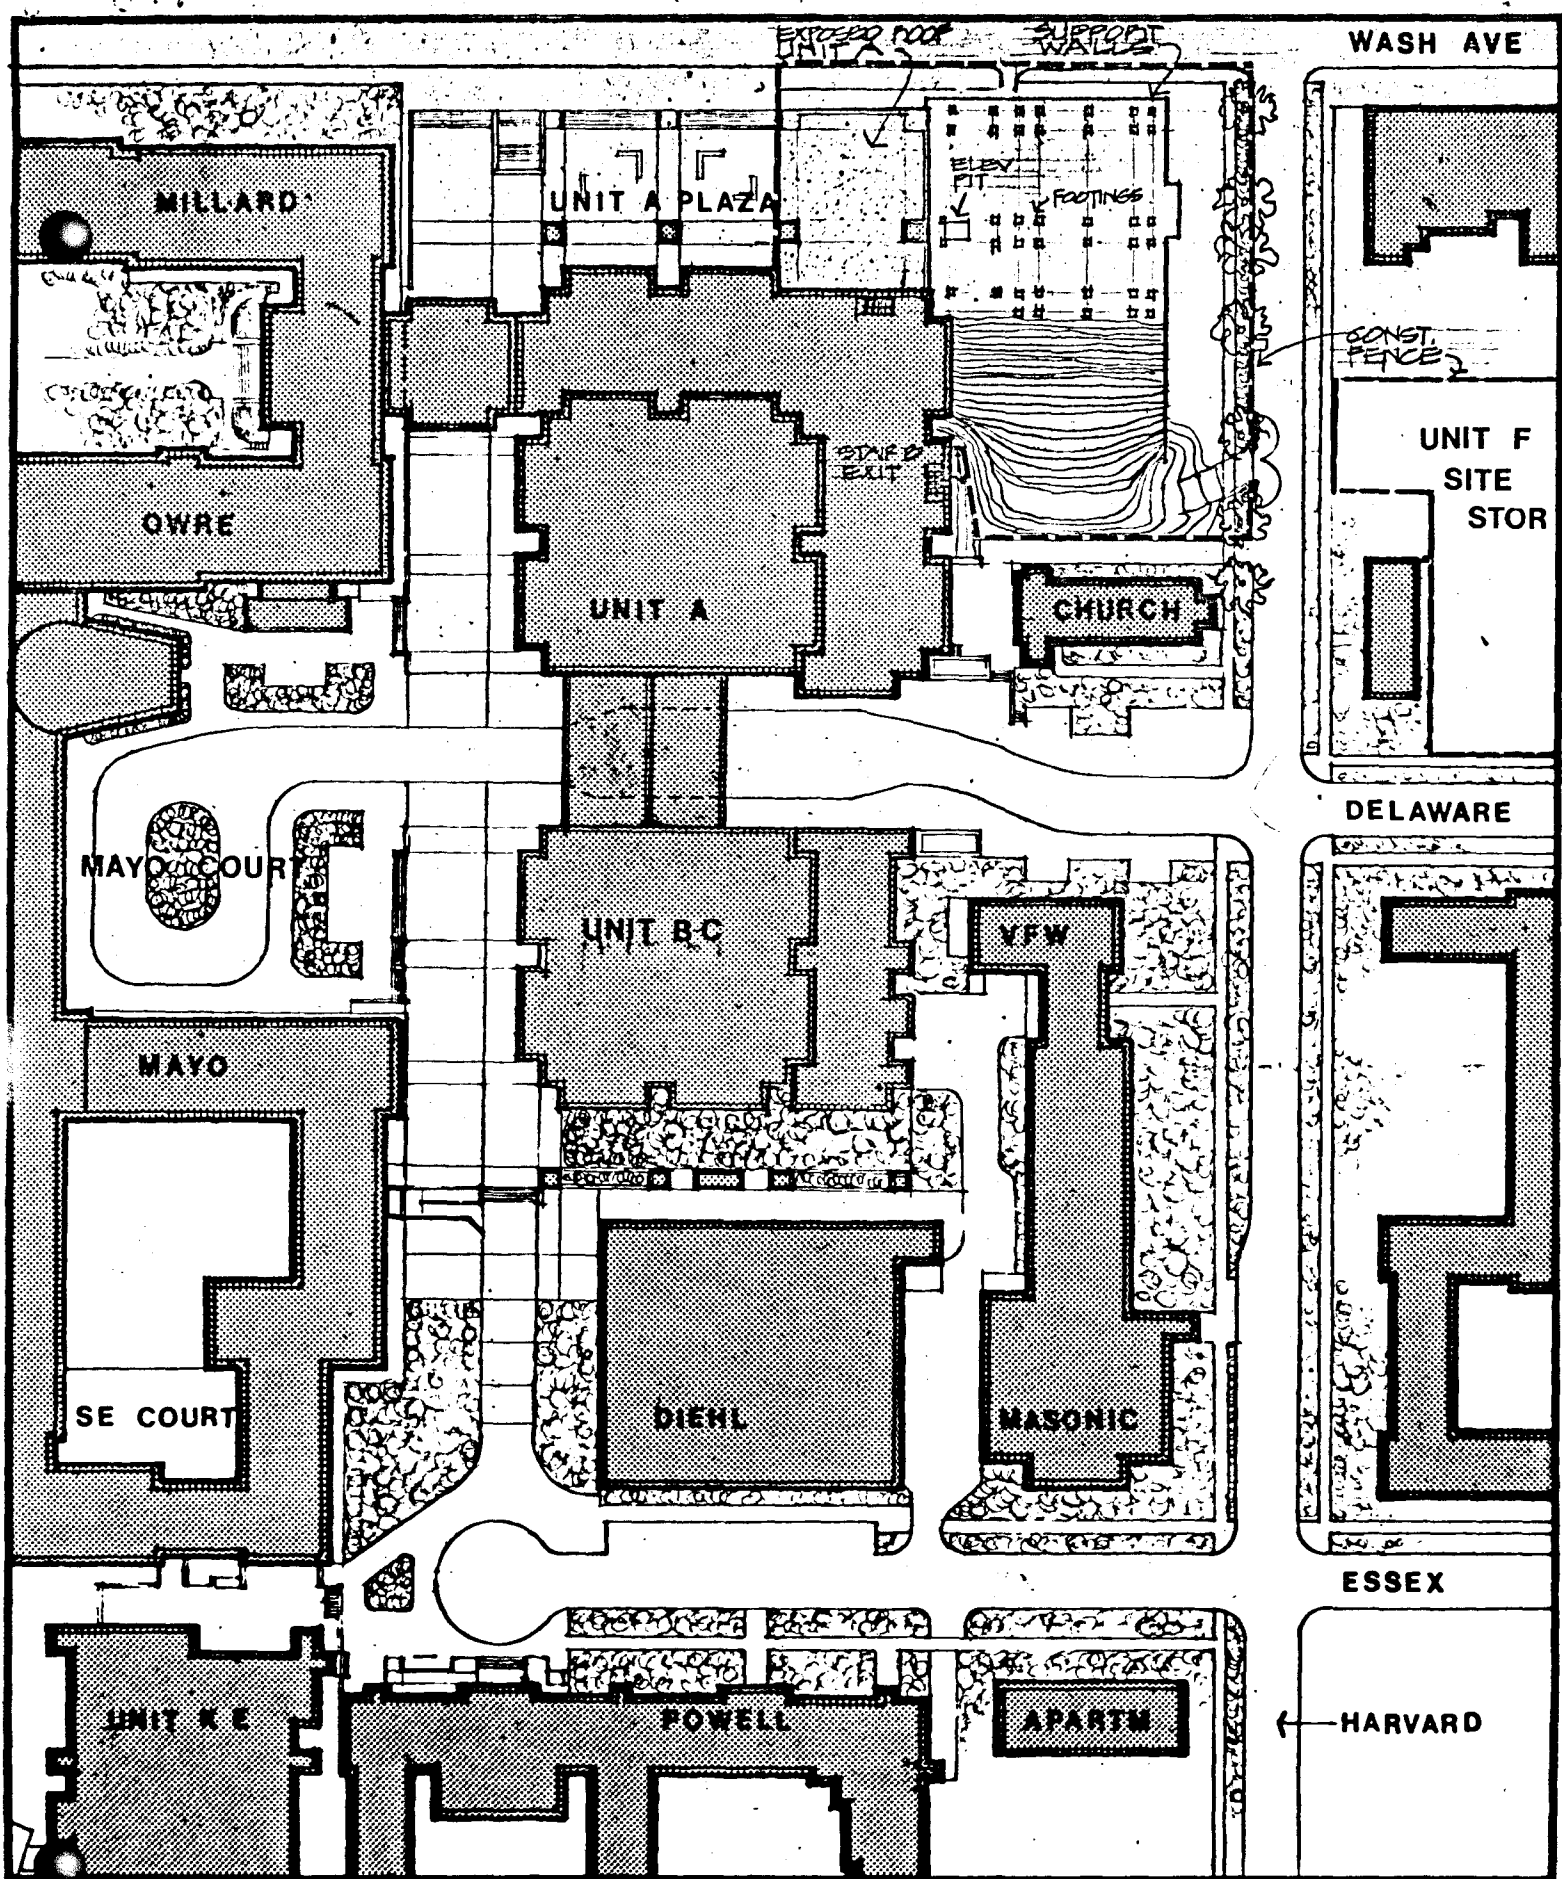 EXPOSED ROOF
UNIT A
SUPPORT
WALLS
WASH AVE
MILLARD
UNIT A PLAZA
ELEV
PIT
FOOTINGS
CONST.
FENCE
UNIT F
SITE
STOR
OWRE
EXIT
UNIT A
CHURCH
DELAWARE
MAYO COURT
UNIT B-C
VFW
MAYO
SE COURT
DIEHL
MASONIC
ESSEX
UNIT K E
POWELL
APARTM
HARVARD